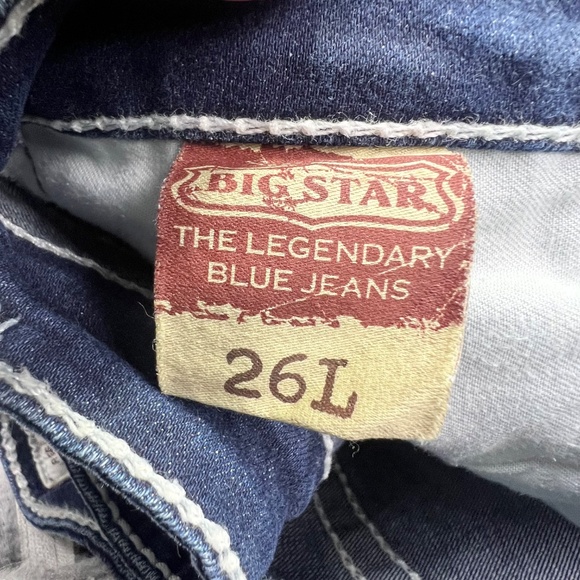 BIG STAR
THE LEGENDARY
BLUE JEANS
26L